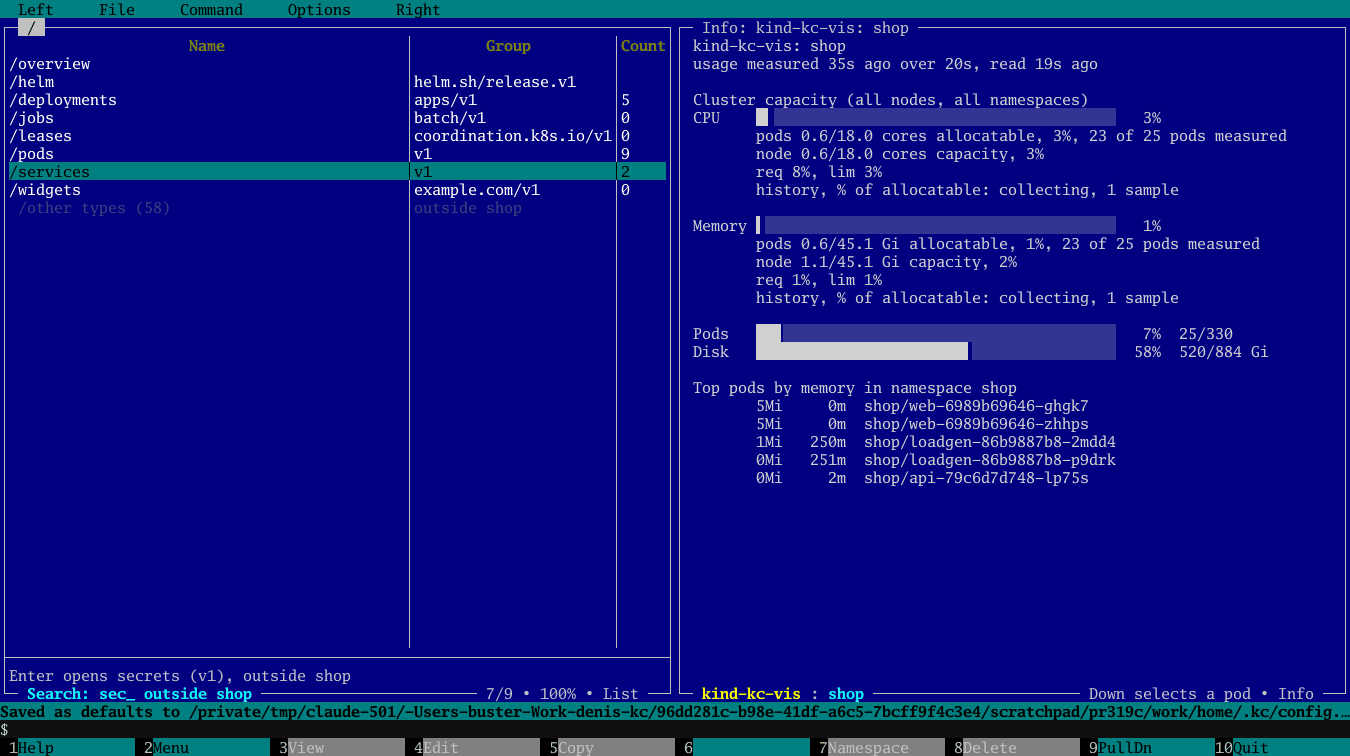 Left File Command Options Right
/
Name Group Count
/overview
/helm helm.sh/release.v1
/deployments apps/v1 5
/jobs batch/v1 0
/leases coordination.k8s.io/v1 0
/pods v1 9
/services v1 2
/widgets example.com/v1 0
/other types (58) outside shop
Enter opens secrets (v1), outside shop
Search: sec_ outside shop 7/9 • 100% • List
Info: kind-kc-vis: shop
kind-kc-vis: shop
usage measured 35s ago over 20s, read 19s ago
Cluster capacity (all nodes, all namespaces)
CPU 3%
pods 0.6/18.0 cores allocatable, 3%, 23 of 25 pods measured
node 0.6/18.0 cores capacity, 3%
req 8%, lim 3%
history, % of allocatable: collecting, 1 sample
Memory 1%
pods 0.6/45.1 Gi allocatable, 1%, 23 of 25 pods measured
node 1.1/45.1 Gi capacity, 2%
req 1%, lim 1%
history, % of allocatable: collecting, 1 sample
Pods 7% 25/330
Disk 58% 520/884 Gi
Top pods by memory in namespace shop
5Mi 0m shop/web-6989b69646-ghgk7
5Mi 0m shop/web-6989b69646-zhhps
1Mi 250m shop/loadgen-86b9887b8-2mdd4
0Mi 251m shop/loadgen-86b9887b8-p9drk
0Mi 2m shop/api-79c6d7d748-lp75s
kind-kc-vis : shop Down selects a pod • Info
Saved as defaults to /private/tmp/claude-501/-Users-buster-Work-denis-kc/96dd281c-b98e-41df-a6c5-7bcff9f4c3e4/scratchpad/pr319c/work/home/.kc/config.…
$
1Help 2Menu 3View 4Edit 5Copy 6 7Namespace 8Delete 9PullDn 10Quit